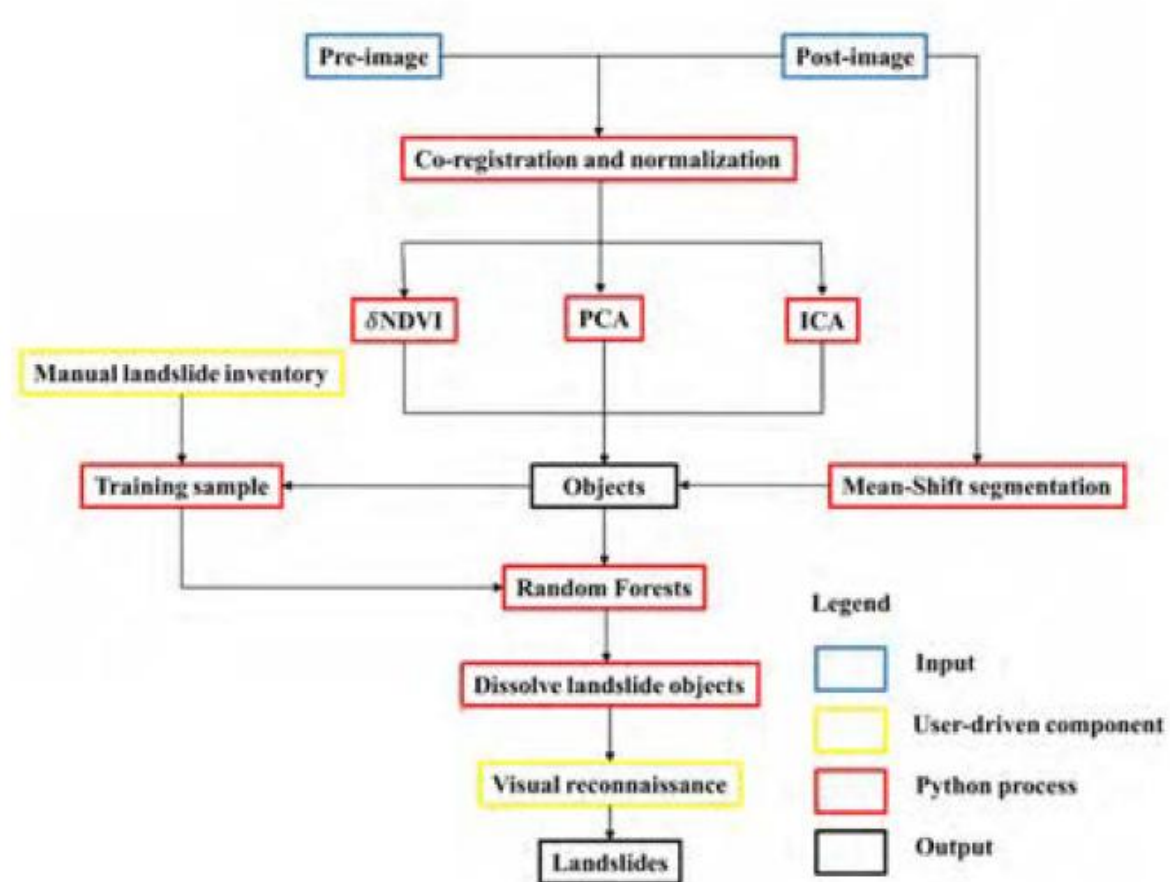 Pre-image
Post-image
Co-registration and normalization
δNDVI
PCA
ICA
Manual landslide inventory
Training sample
Objects
Mean-Shift segmentation
Random Forests
Dissolve landslide objects
Visual reconnaissance
Landslides
Legend
Input
User-driven component
Python process
Output